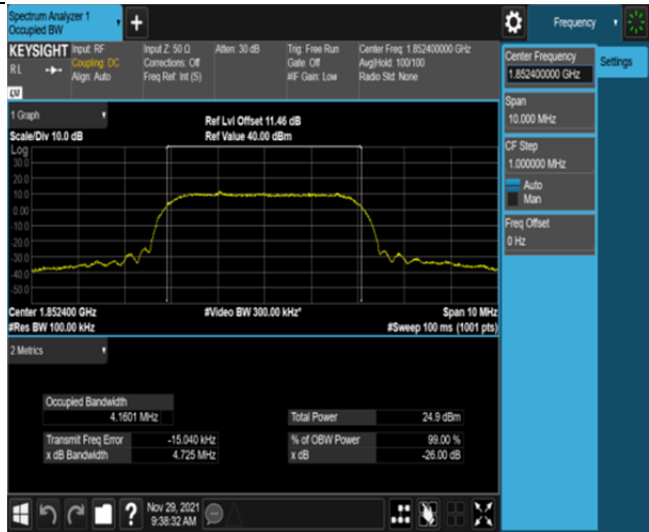 Spectrum Analyzer 1
Occupied BW
Frequency
KEYSIGHT
Input: RF
Coupling: DC
Align: Auto
RL
LXI
Input Z: 50 Ω
Corrections: Off
Freq Ref: Int (S)
Atten: 30 dB
Trig: Free Run
Gate: Off
#IF Gain: Low
Center Freq: 1.852400000 GHz
Avg|Hold: 100/100
Radio Std: None
Center Frequency
1.852400000 GHz
Settings
Span
10.000 MHz
CF Step
1.000000 MHz
Auto
Man
Freq Offset
0 Hz
1 Graph
Scale/Div 10.0 dB
Ref Lvl Offset 11.46 dB
Ref Value 40.00 dBm
Log
30.0
20.0
10.0
0.00
-10.0
-20.0
-30.0
-40.0
-50.0
Center 1.852400 GHz
#Res BW 100.00 kHz
#Video BW 300.00 kHz*
Span 10 MHz
#Sweep 100 ms (1001 pts)
2 Metrics
Occupied Bandwidth
4.1601 MHz
Total Power 24.9 dBm
Transmit Freq Error -15.040 kHz
% of OBW Power 99.00 %
x dB Bandwidth 4.725 MHz
x dB -26.00 dB
?
Nov 29, 2021
9:38:32 AM